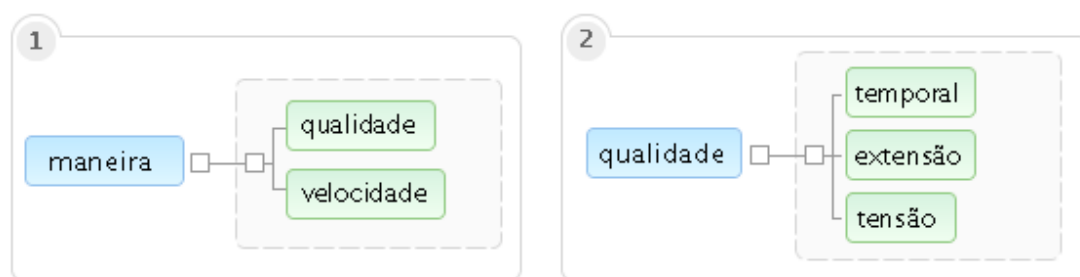 1
maneira
qualidade
velocidade
2
qualidade
temporal
extensão
tensão